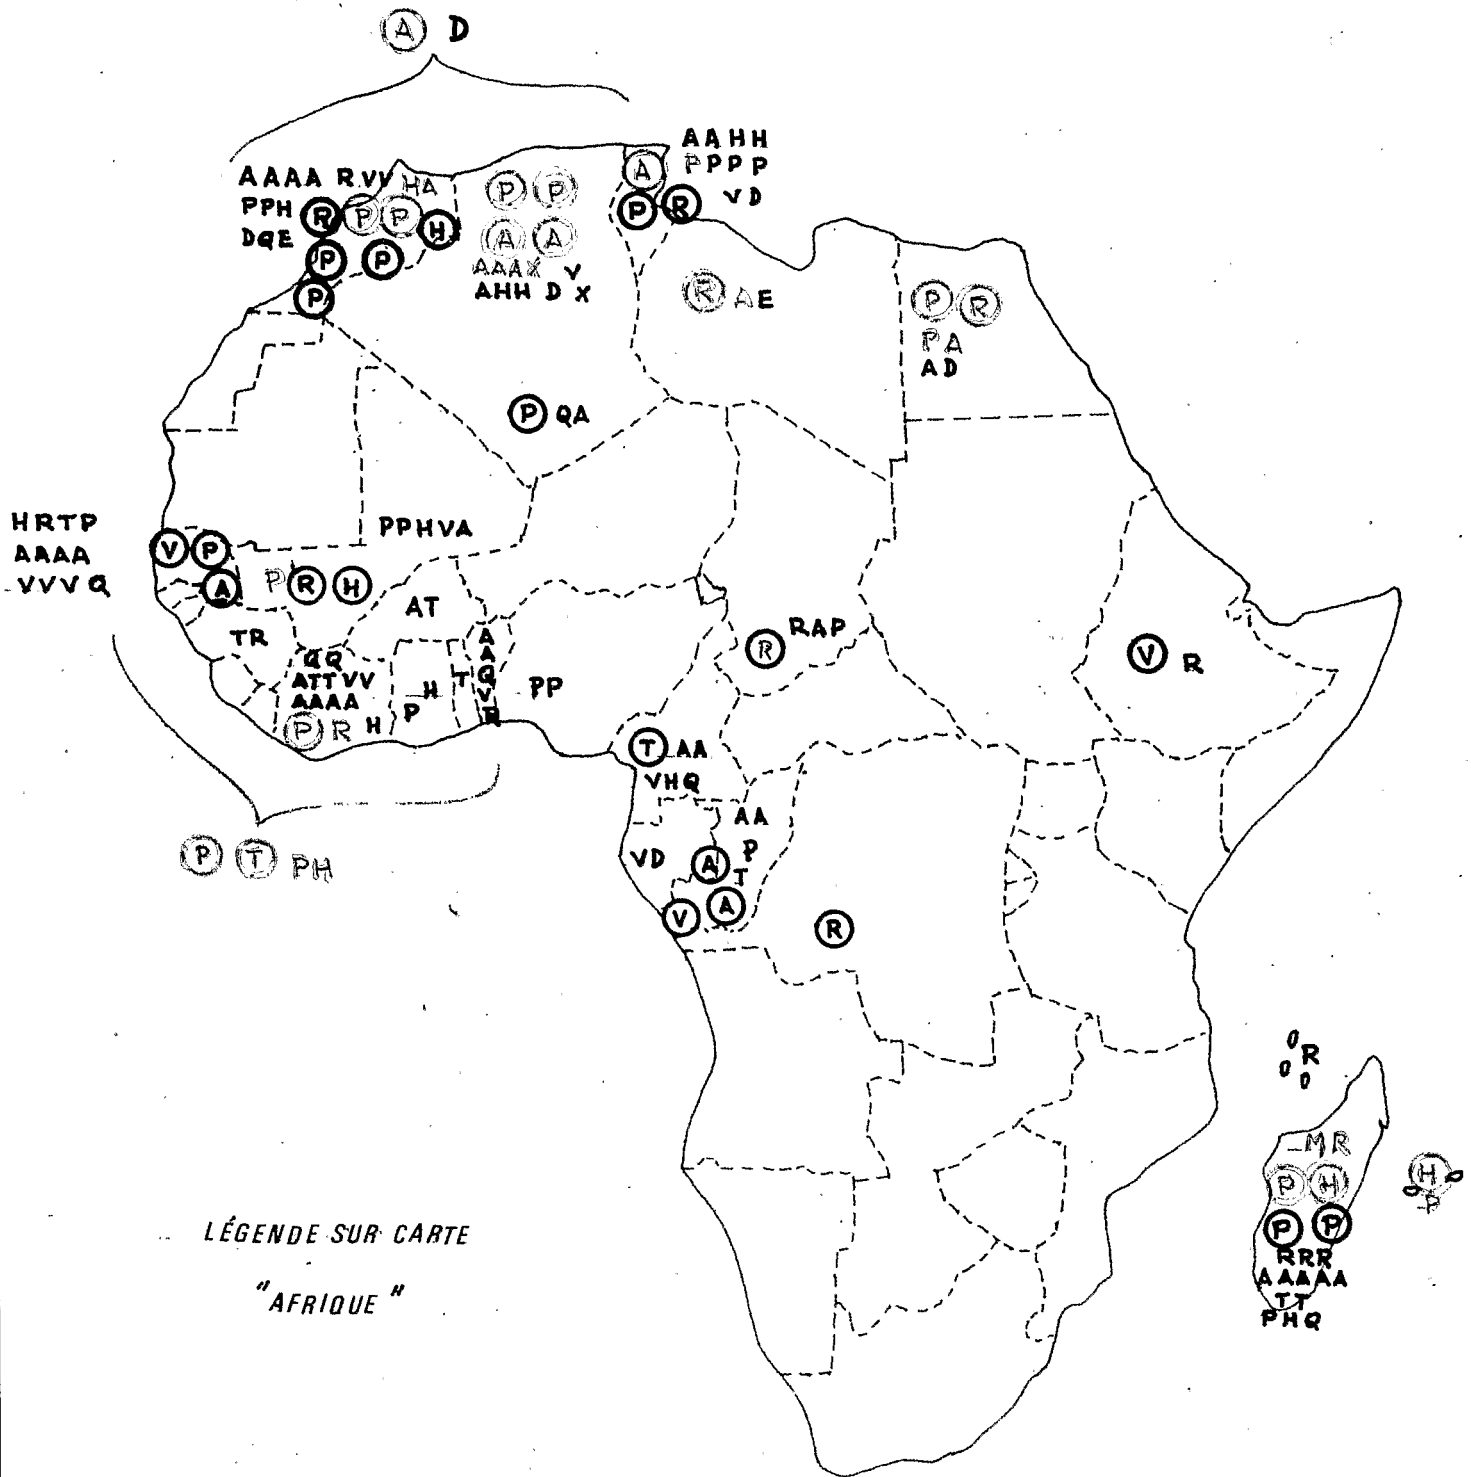 A D
AAAA R VV HA
PPH R P P H
DQE
P P
P
P P
A A
AAAX V
AHH D X
AAHH
PPPP
VD
A
P R
R AE
P R
PA
AD
P QA
HRTP
AAAA
VVVQ
V P
A
PPHVA
P R H
AT
TR
QQ
ATTVV
AAAA
P R H
H
P
T
A
A
Q
V
R
PP
R RAP
V R
T AA
VHQ
AA
P
T
VD
A
V A
R
P T PH
R
MR
P H
P P
RRR
AAAAA
TT
PHQ
H
P
LÉGENDE SUR CARTE
"AFRIQUE"